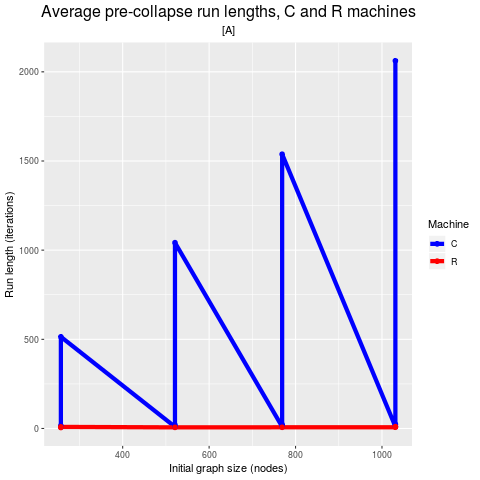 Average pre-collapse run lengths, C and R machines
[A]
2000
1500
1000
500
0
Run length (iterations)
400
600
800
1000
Initial graph size (nodes)
Machine
C
R